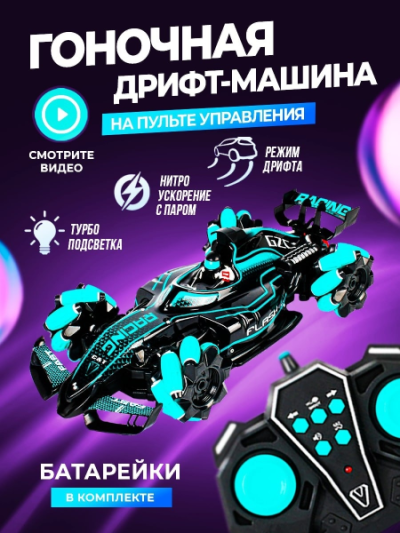 ГОНОЧНАЯ
ДРИФТ-МАШИНА
НА ПУЛЬТЕ УПРАВЛЕНИЯ
СМОТРИТЕ
ВИДЕО
РЕЖИМ
ДРИФТА
НИТРО
УСКОРЕНИЕ
С ПАРОМ
ТУРБО
ПОДСВЕТКА
RACING
GZC
FLASH
БАТАРЕЙКИ
В КОМПЛЕКТЕ